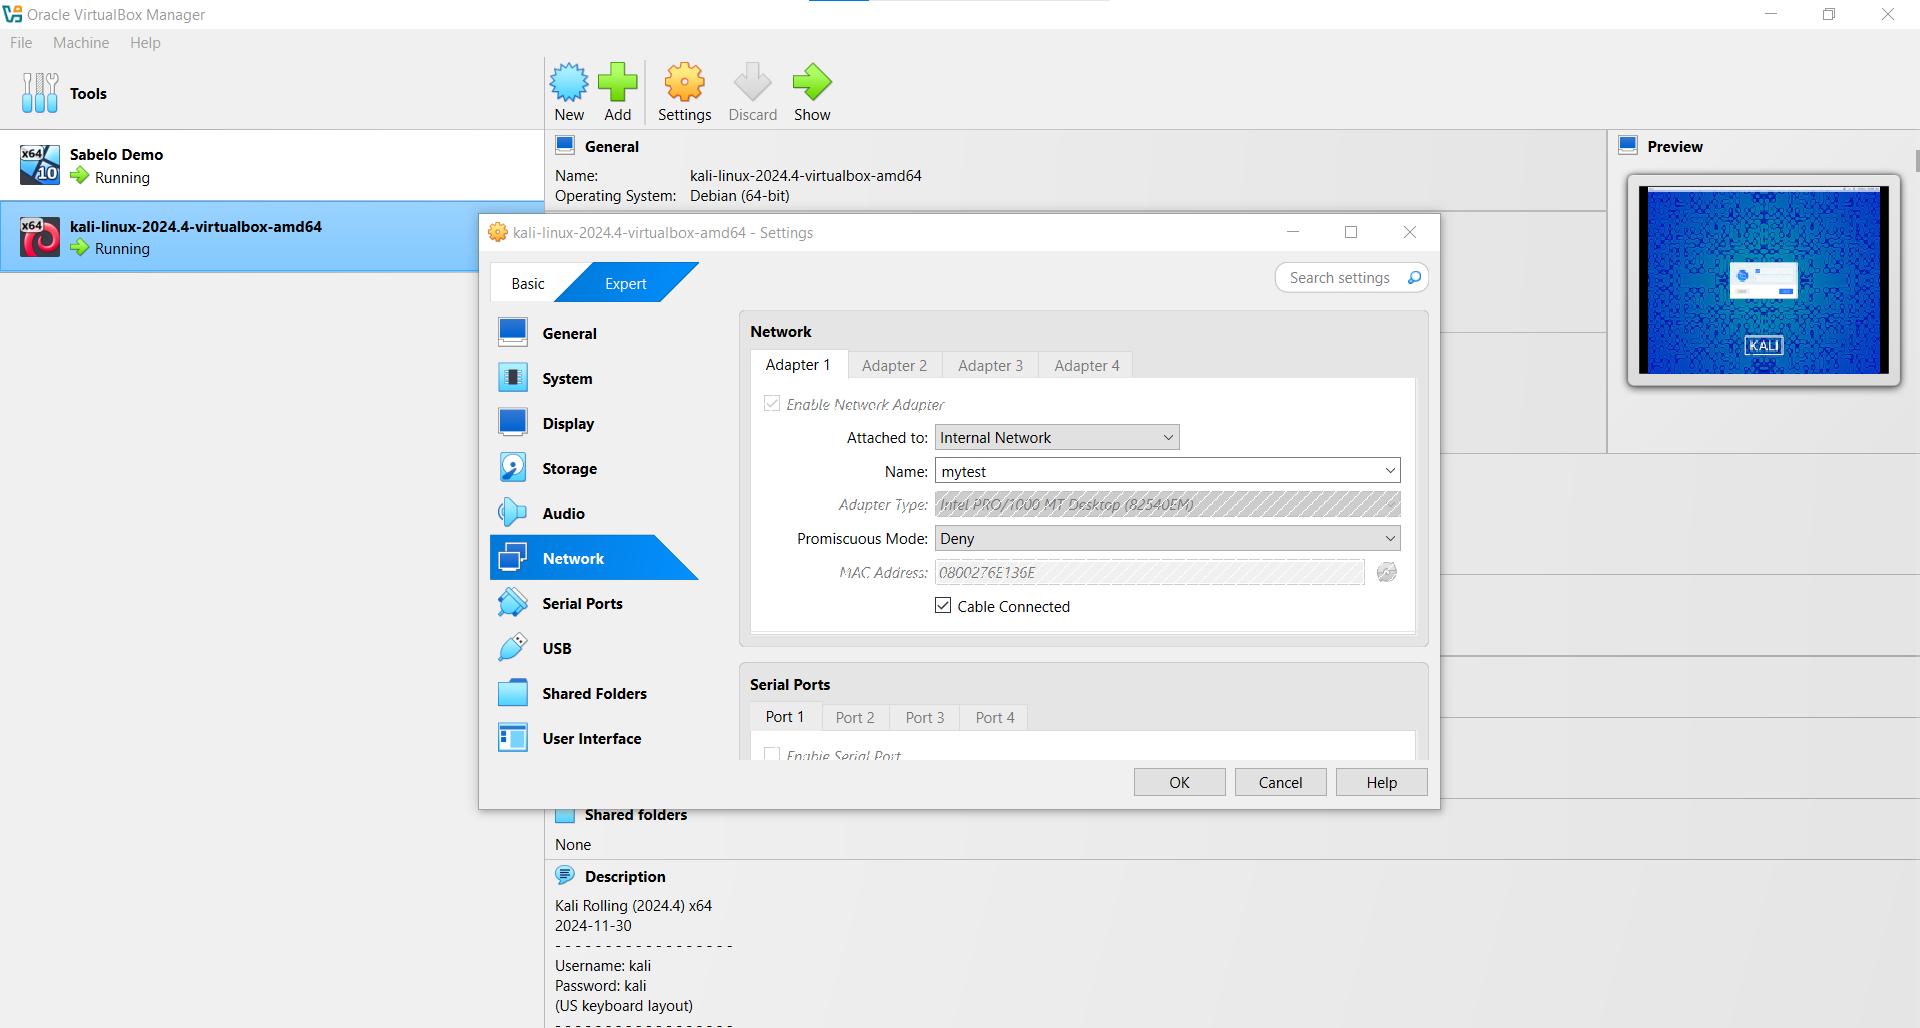 Oracle VirtualBox Manager
File Machine Help
Tools
New Add Settings Discard Show
x64 10 Sabelo Demo
Running
x64 kali-linux-2024.4-virtualbox-amd64
Running
General
Name: kali-linux-2024.4-virtualbox-amd64
Operating System: Debian (64-bit)
Preview
KALI
kali-linux-2024.4-virtualbox-amd64 - Settings
Basic Expert
Search settings
General
System
Display
Storage
Audio
Network
Serial Ports
USB
Shared Folders
User Interface
Network
Adapter 1 Adapter 2 Adapter 3 Adapter 4
Enable Network Adapter
Attached to: Internal Network
Name: mytest
Adapter Type: Intel PRO/1000 MT Desktop (82540EM)
Promiscuous Mode: Deny
MAC Address: 0800276E136E
Cable Connected
Serial Ports
Port 1 Port 2 Port 3 Port 4
Enable Serial Port
OK Cancel Help
Shared folders
None
Description
Kali Rolling (2024.4) x64
2024-11-30
- - - - - - - - - - - - - - - - - -
Username: kali
Password: kali
(US keyboard layout)
- - - - - - - - - - - - - - - - - -